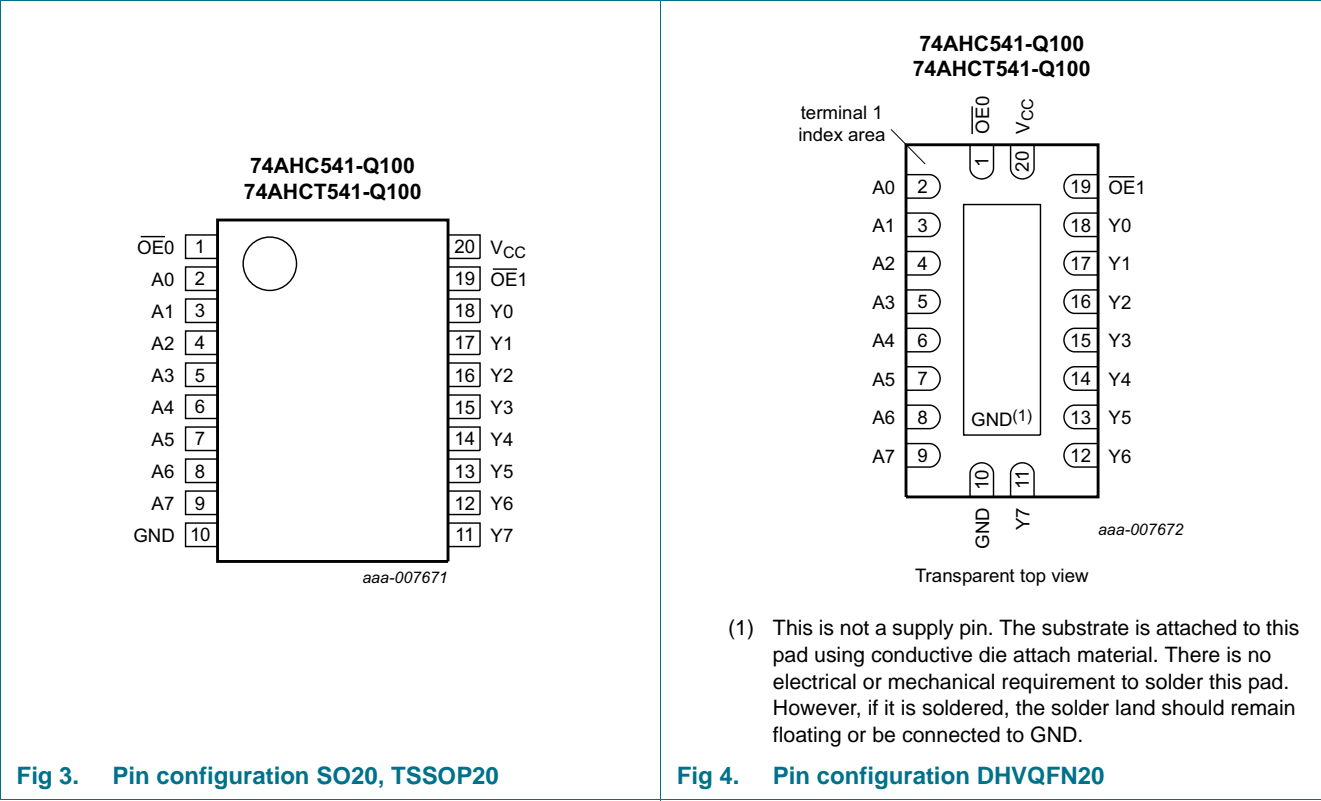 74AHC541-Q100
74AHCT541-Q100
O̅E̅0 1
A0 2
A1 3
A2 4
A3 5
A4 6
A5 7
A6 8
A7 9
GND 10
20 VCC
19 O̅E̅1
18 Y0
17 Y1
16 Y2
15 Y3
14 Y4
13 Y5
12 Y6
11 Y7
aaa-007671
Fig 3. Pin configuration SO20, TSSOP20
74AHC541-Q100
74AHCT541-Q100
terminal 1
index area
O̅E̅0
VCC
1
20
A0 2
A1 3
A2 4
A3 5
A4 6
A5 7
A6 8
A7 9
19 O̅E̅1
18 Y0
17 Y1
16 Y2
15 Y3
14 Y4
13 Y5
12 Y6
GND(1)
10
11
GND
Y7
aaa-007672
Transparent top view
(1) This is not a supply pin. The substrate is attached to this
pad using conductive die attach material. There is no
electrical or mechanical requirement to solder this pad.
However, if it is soldered, the solder land should remain
floating or be connected to GND.
Fig 4. Pin configuration DHVQFN20